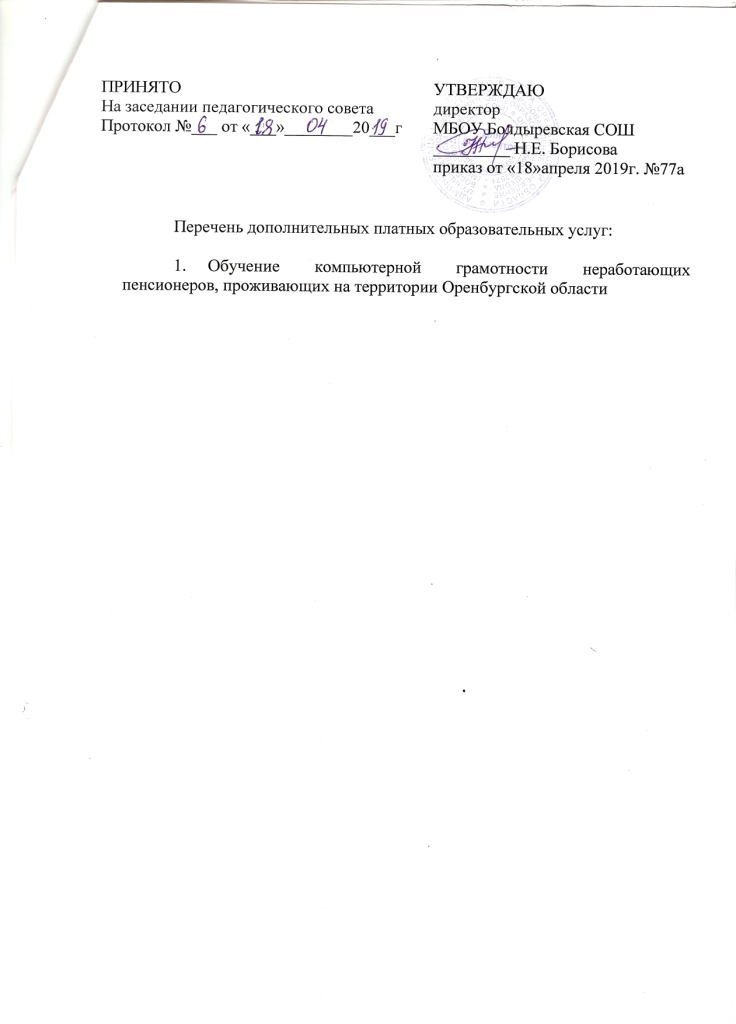 ПРИНЯТО
На заседании педагогического совета
Протокол № 6 от «18» 04 2019 г
УТВЕРЖДАЮ
директор
МБОУ Болдыревская СОШ
Н.Е. Борисова
приказ от «18»апреля 2019г. №77а
Перечень дополнительных платных образовательных услуг:
1. Обучение компьютерной грамотности неработающих
пенсионеров, проживающих на территории Оренбургской области